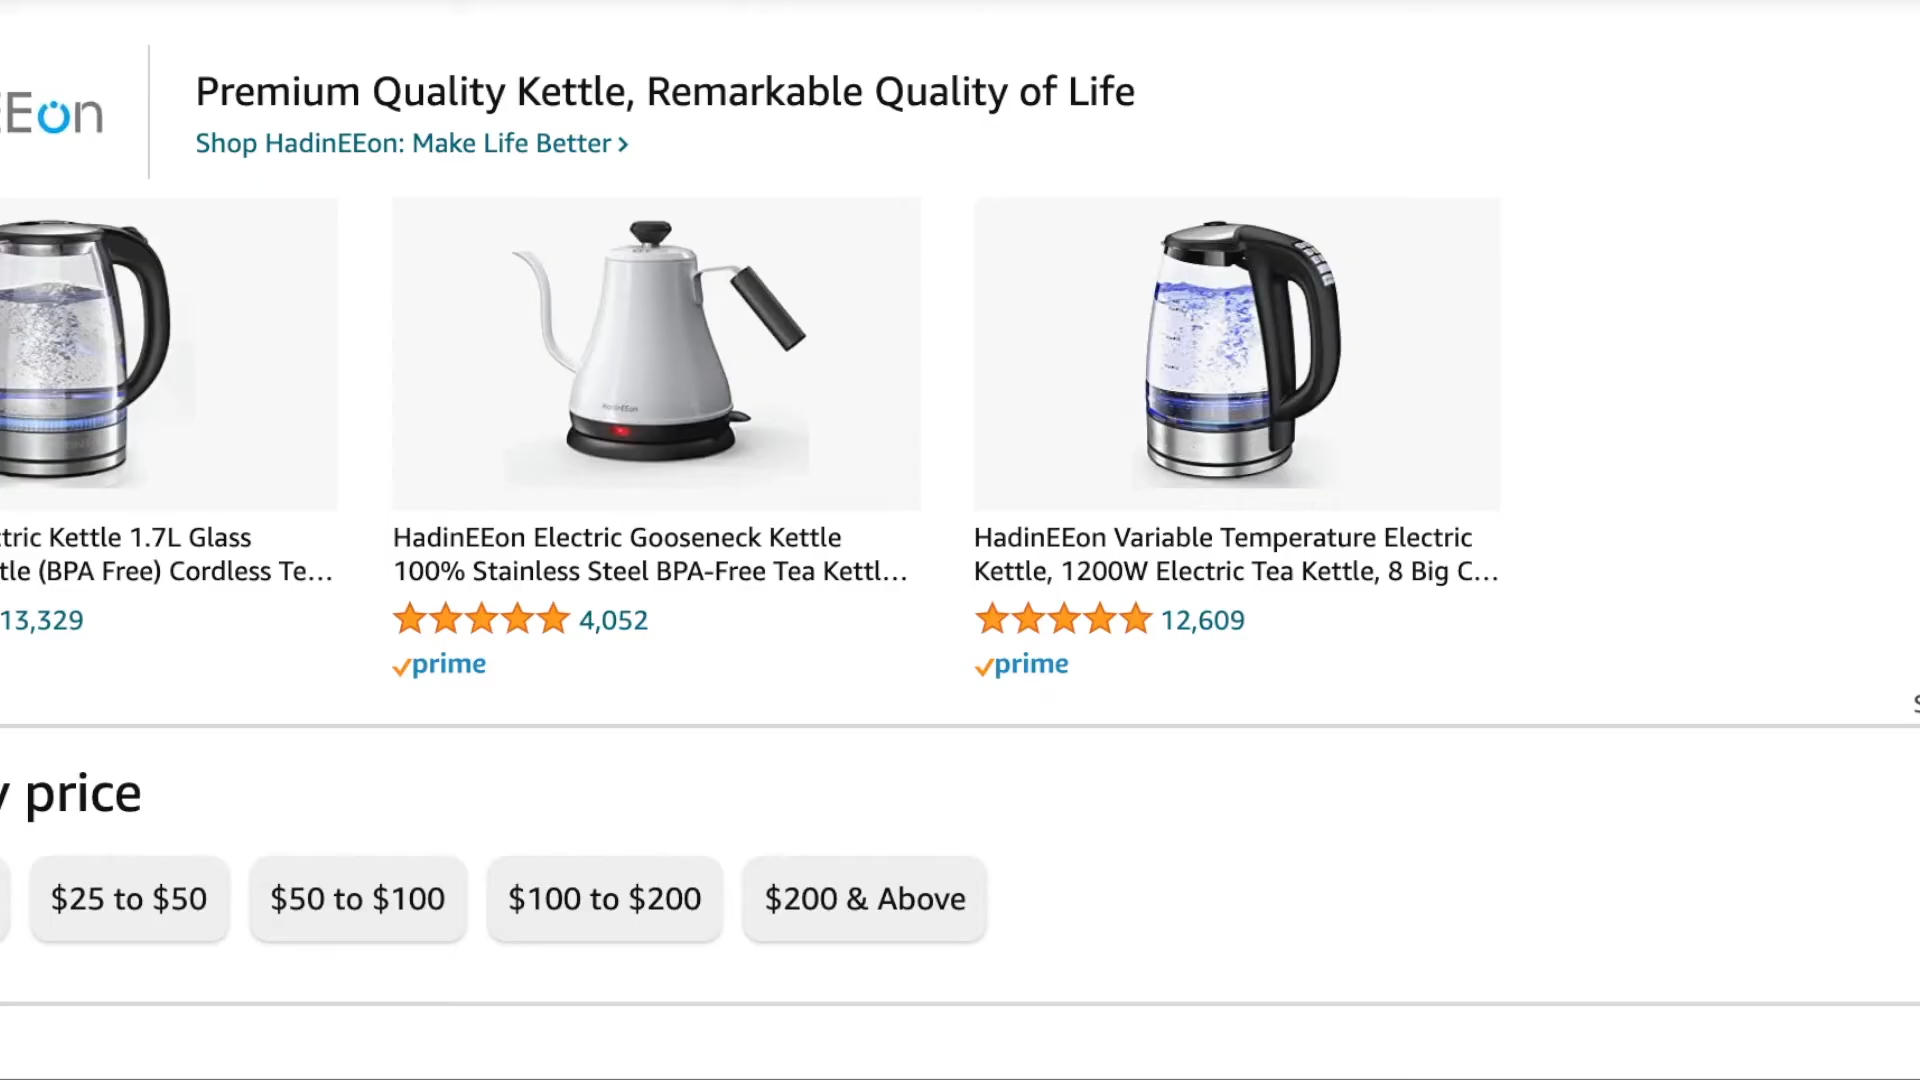 EEon
Premium Quality Kettle, Remarkable Quality of Life
Shop HadinEEon: Make Life Better ›
tric Kettle 1.7L Glass
tle (BPA Free) Cordless Te...
13,329
HadinEEon
HadinEEon Electric Gooseneck Kettle
100% Stainless Steel BPA-Free Tea Kettl...
4,052
prime
HadinEEon Variable Temperature Electric
Kettle, 1200W Electric Tea Kettle, 8 Big C...
12,609
prime
y price
$25 to $50
$50 to $100
$100 to $200
$200 & Above